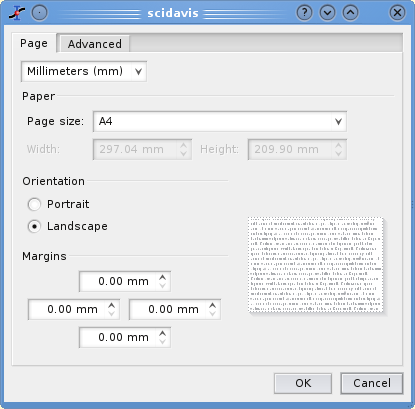 scidavis
Page Advanced
Millimeters (mm)
Paper
Page size: A4
Width: 297.04 mm Height: 209.90 mm
Orientation
Portrait
Landscape
Margins
0.00 mm
0.00 mm 0.00 mm
0.00 mm
OK Cancel